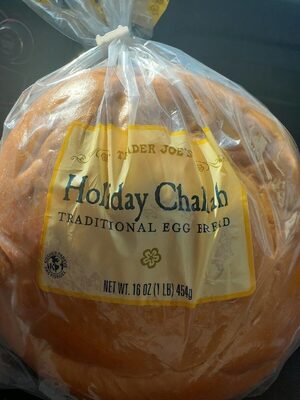 TRADER JOE'S
Holiday Challah
TRADITIONAL EGG BREAD
NET WT. 16 OZ (1 LB) 454g